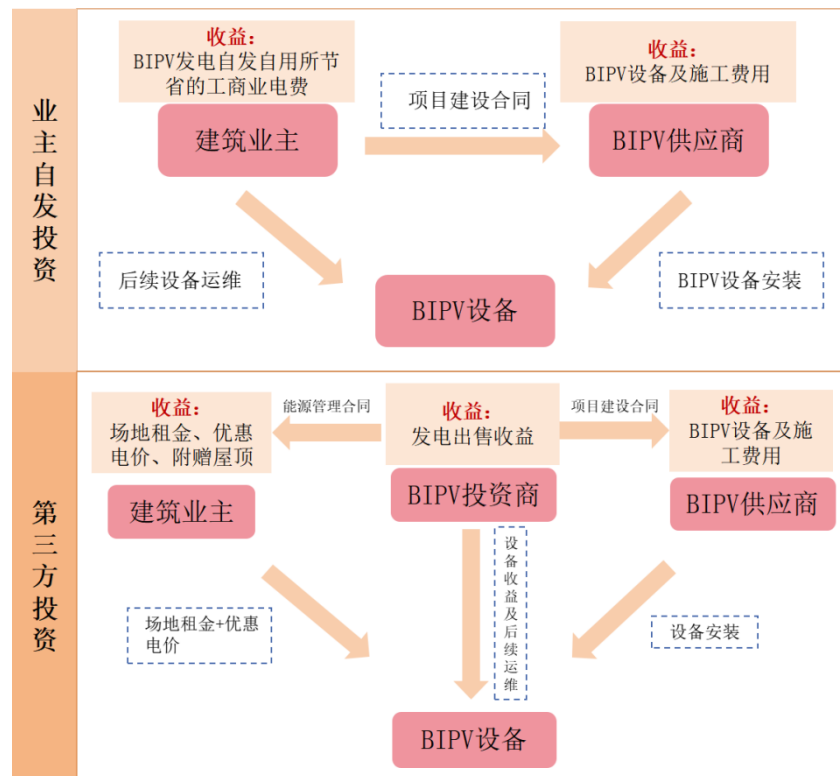 业主自发投资
收益：
BIPV发电自发自用所节
省的工商业电费
建筑业主
项目建设合同
收益：
BIPV设备及施工费用
BIPV供应商
后续设备运维
BIPV设备
BIPV设备安装
第三方投资
收益：
场地租金、优惠
电价、附赠屋顶
建筑业主
能源管理合同
收益：
发电出售收益
BIPV投资商
项目建设合同
收益：
BIPV设备及施
工费用
BIPV供应商
场地租金+优惠
电价
设备收益及后续运维
设备安装
BIPV设备